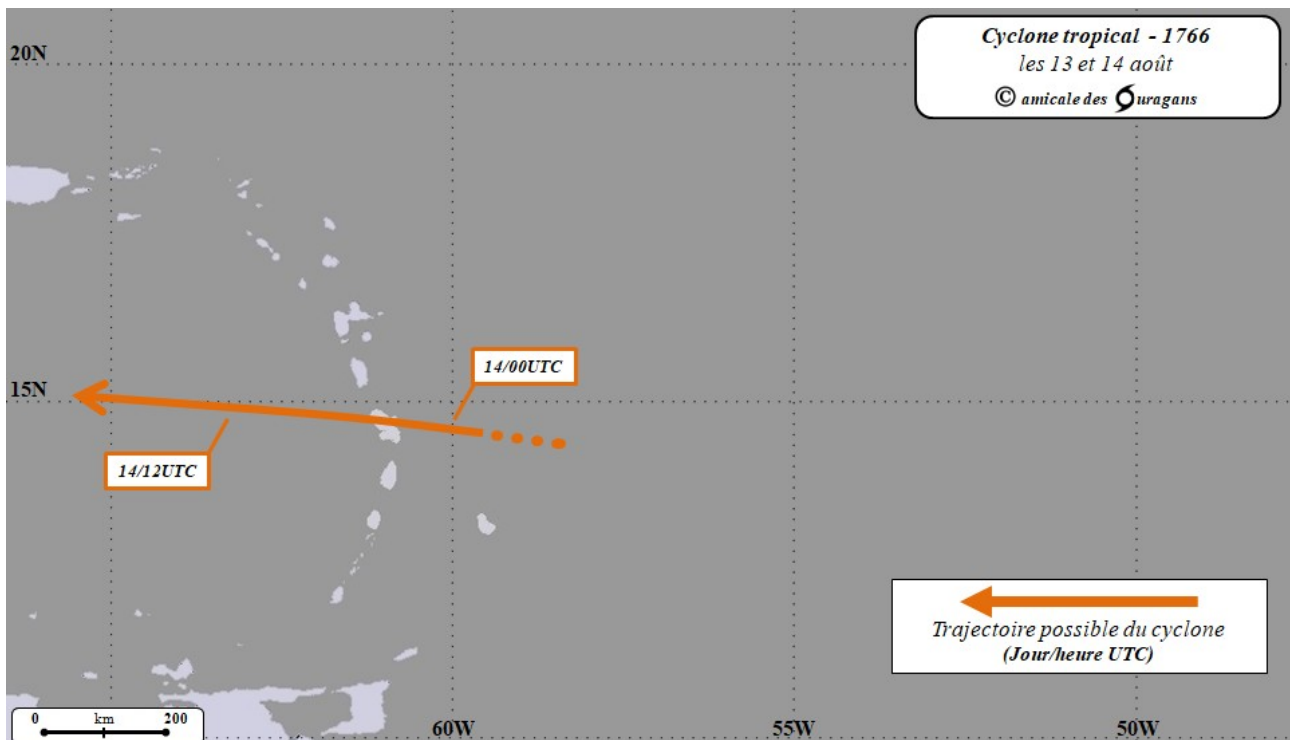 20N
Cyclone tropical - 1766
les 13 et 14 août
© amicale des Ouragans
14/00UTC
15N
14/12UTC
Trajectoire possible du cyclone
(Jour/heure UTC)
0 km 200
60W 55W 50W